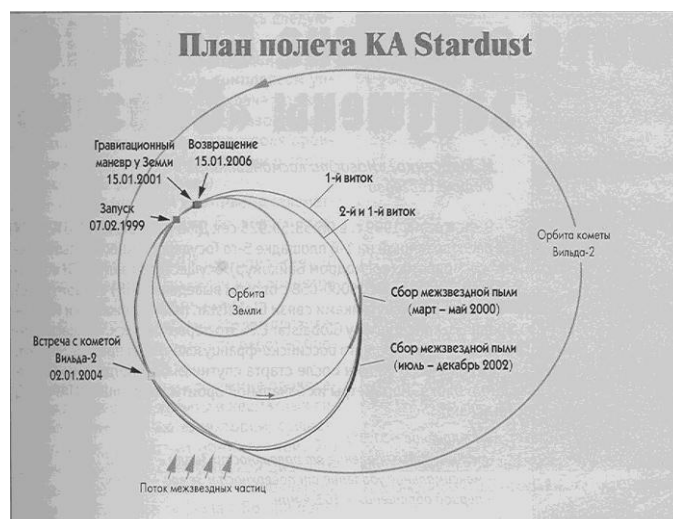 План полета КА Stardust
Гравитационный
маневр у Земли
15.01.2001
Возвращение
15.01.2006
Запуск
07.02.1999
1-й виток
2-й и 1-й виток
Орбита кометы
Вильда-2
Орбита
Земли
Сбор межзвездной пыли
(март – май 2000)
Встреча с кометой
Вильда-2
02.01.2004
Сбор межзвездной пыли
(июль – декабрь 2002)
Поток межзвездных частиц